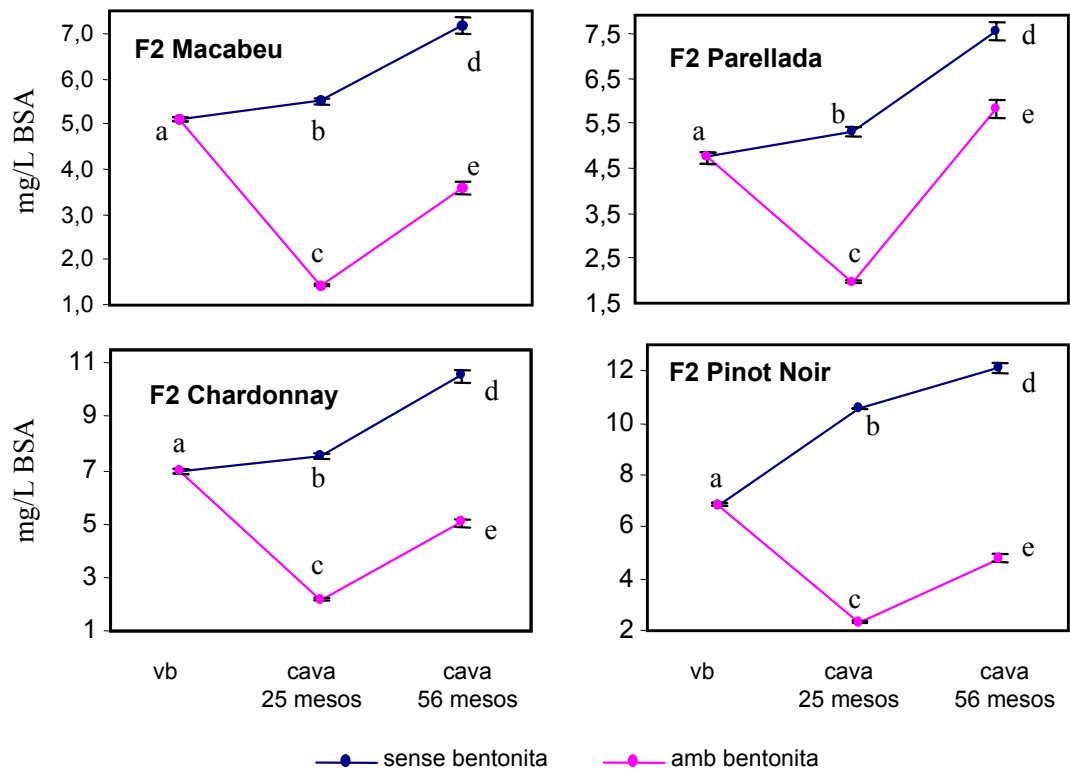 F2 Macabeu
mg/L BSA
7,0
6,0
5,0
4,0
3,0
2,0
1,0
a
b
c
d
e
F2 Parellada
7,5
6,5
5,5
4,5
3,5
2,5
1,5
a
b
c
d
e
F2 Chardonnay
mg/L BSA
11
9
7
5
3
1
a
b
c
d
e
vb
cava
25 mesos
cava
56 mesos
F2 Pinot Noir
12
10
8
6
4
2
a
b
c
d
e
vb
cava
25 mesos
cava
56 mesos
sense bentonita
amb bentonita